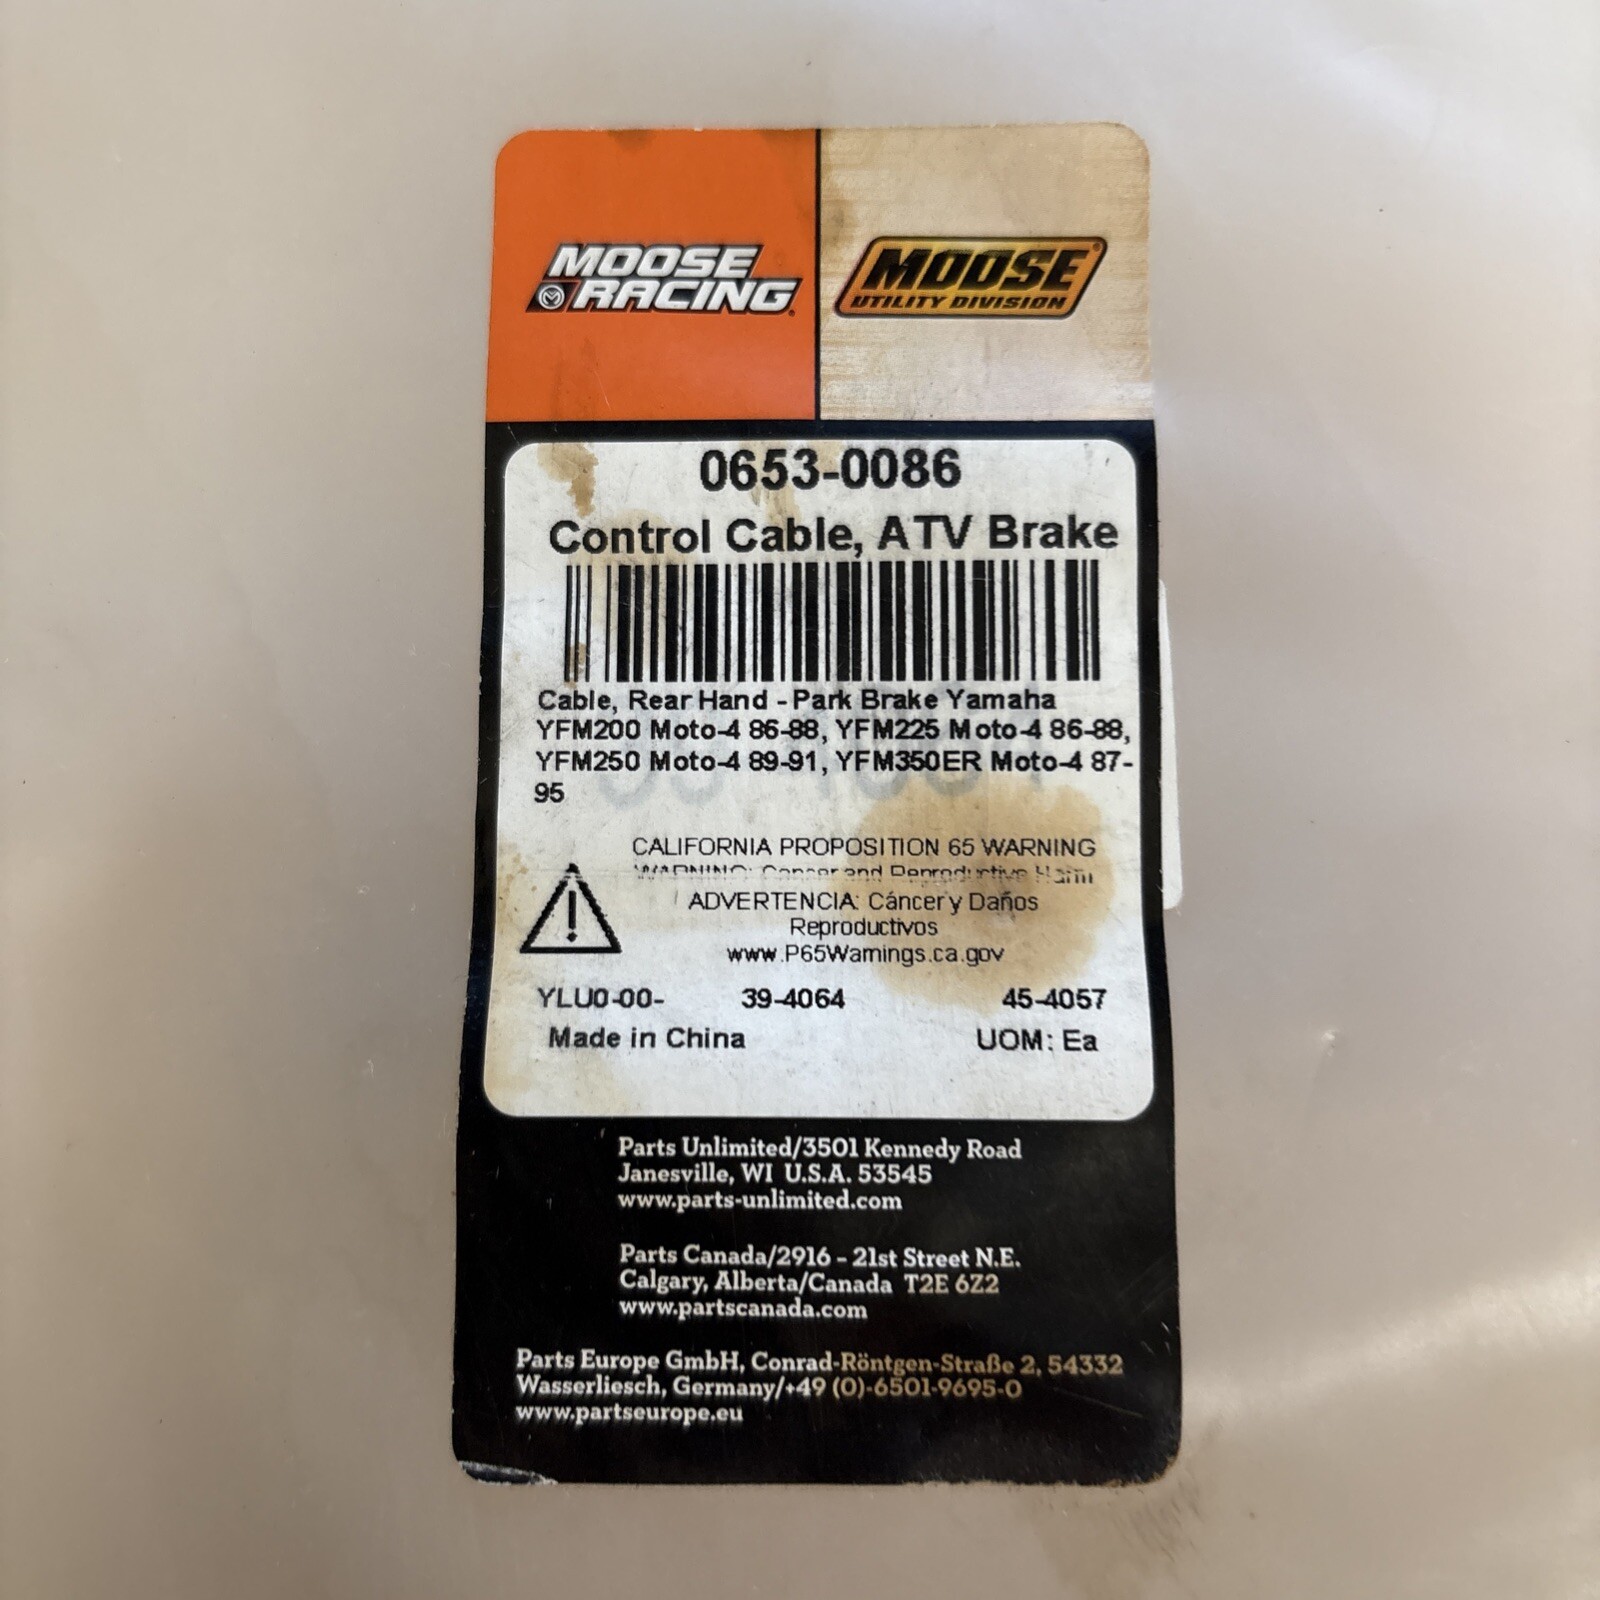 MOOSE
RACING
MOOSE
UTILITY DIVISION
0653-0086
Control Cable, ATV Brake
Cable, Rear Hand - Park Brake Yamaha
YFM200 Moto-4 86-88, YFM225 Moto-4 86-88,
YFM250 Moto-4 89-91, YFM350ER Moto-4 87-
95
CALIFORNIA PROPOSITION 65 WARNING
WARNING: Cancer and Reproductive Harm
ADVERTENCIA: Cáncer y Daños
Reproductivos
www.P65Warnings.ca.gov
YLU0-00- 39-4064 45-4057
Made in China UOM: Ea
Parts Unlimited/3501 Kennedy Road
Janesville, WI U.S.A. 53545
www.parts-unlimited.com
Parts Canada/2916 - 21st Street N.E.
Calgary, Alberta/Canada T2E 6Z2
www.partscanada.com
Parts Europe GmbH, Conrad-Röntgen-Straße 2, 54332
Wasserliesch, Germany/+49 (0)-6501-9695-0
www.partseurope.eu